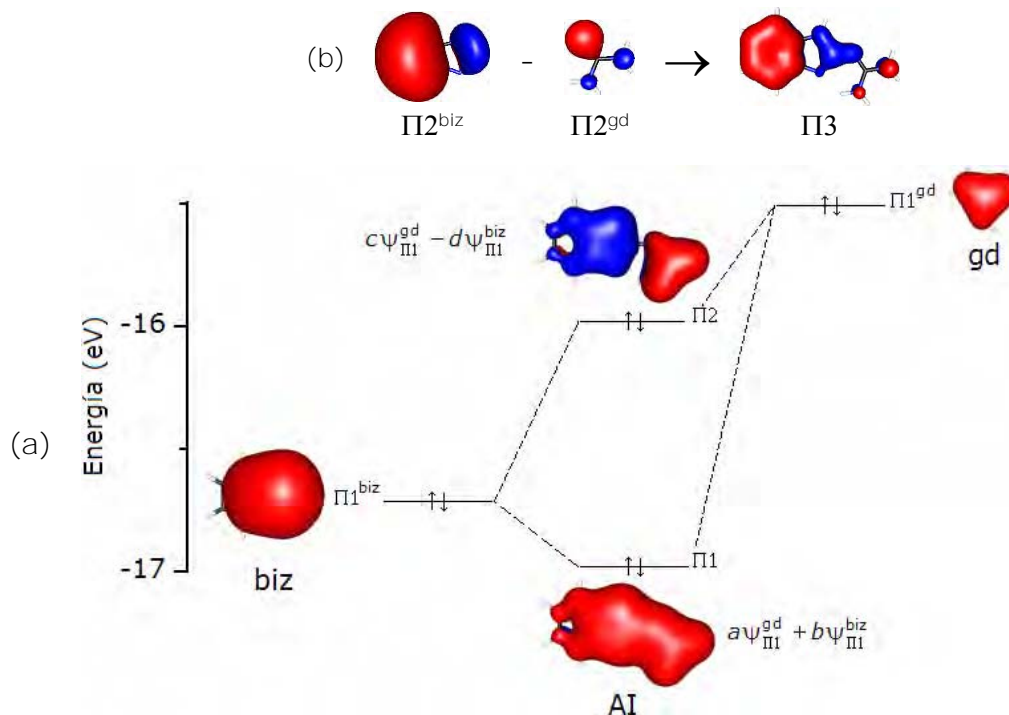 (b) - →
Π2^biz Π2^gd Π3
cψ_Π1^gd − dψ_Π1^biz
↑↓ Π1^gd
gd
-16
↑↓ Π2
Energía (eV)
(a)
Π1^biz ↑↓
biz
-17
↑↓ Π1
aψ_Π1^gd + bψ_Π1^biz
AI